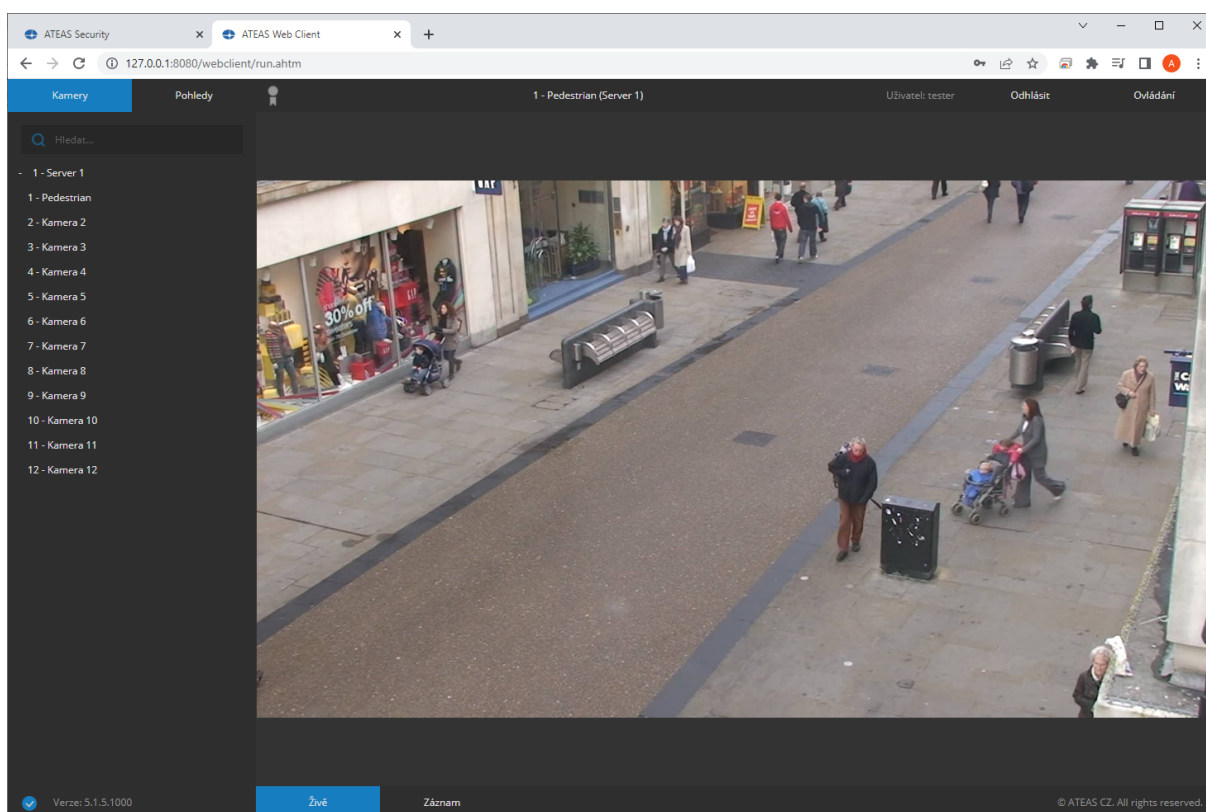 ATEAS Security
ATEAS Web Client
127.0.0.1:8080/webclient/run.ahtm
A
Kamery
Pohledy
1 - Pedestrian (Server 1)
Uživatel: tester
Odhlásit
Ovládání
Hledat...
- 1 - Server 1
1 - Pedestrian
2 - Kamera 2
3 - Kamera 3
4 - Kamera 4
5 - Kamera 5
6 - Kamera 6
7 - Kamera 7
8 - Kamera 8
9 - Kamera 9
10 - Kamera 10
11 - Kamera 11
12 - Kamera 12
30% off
GAP
Verze: 5.1.5.1000
Živě
Záznam
© ATEAS CZ. All rights reserved.